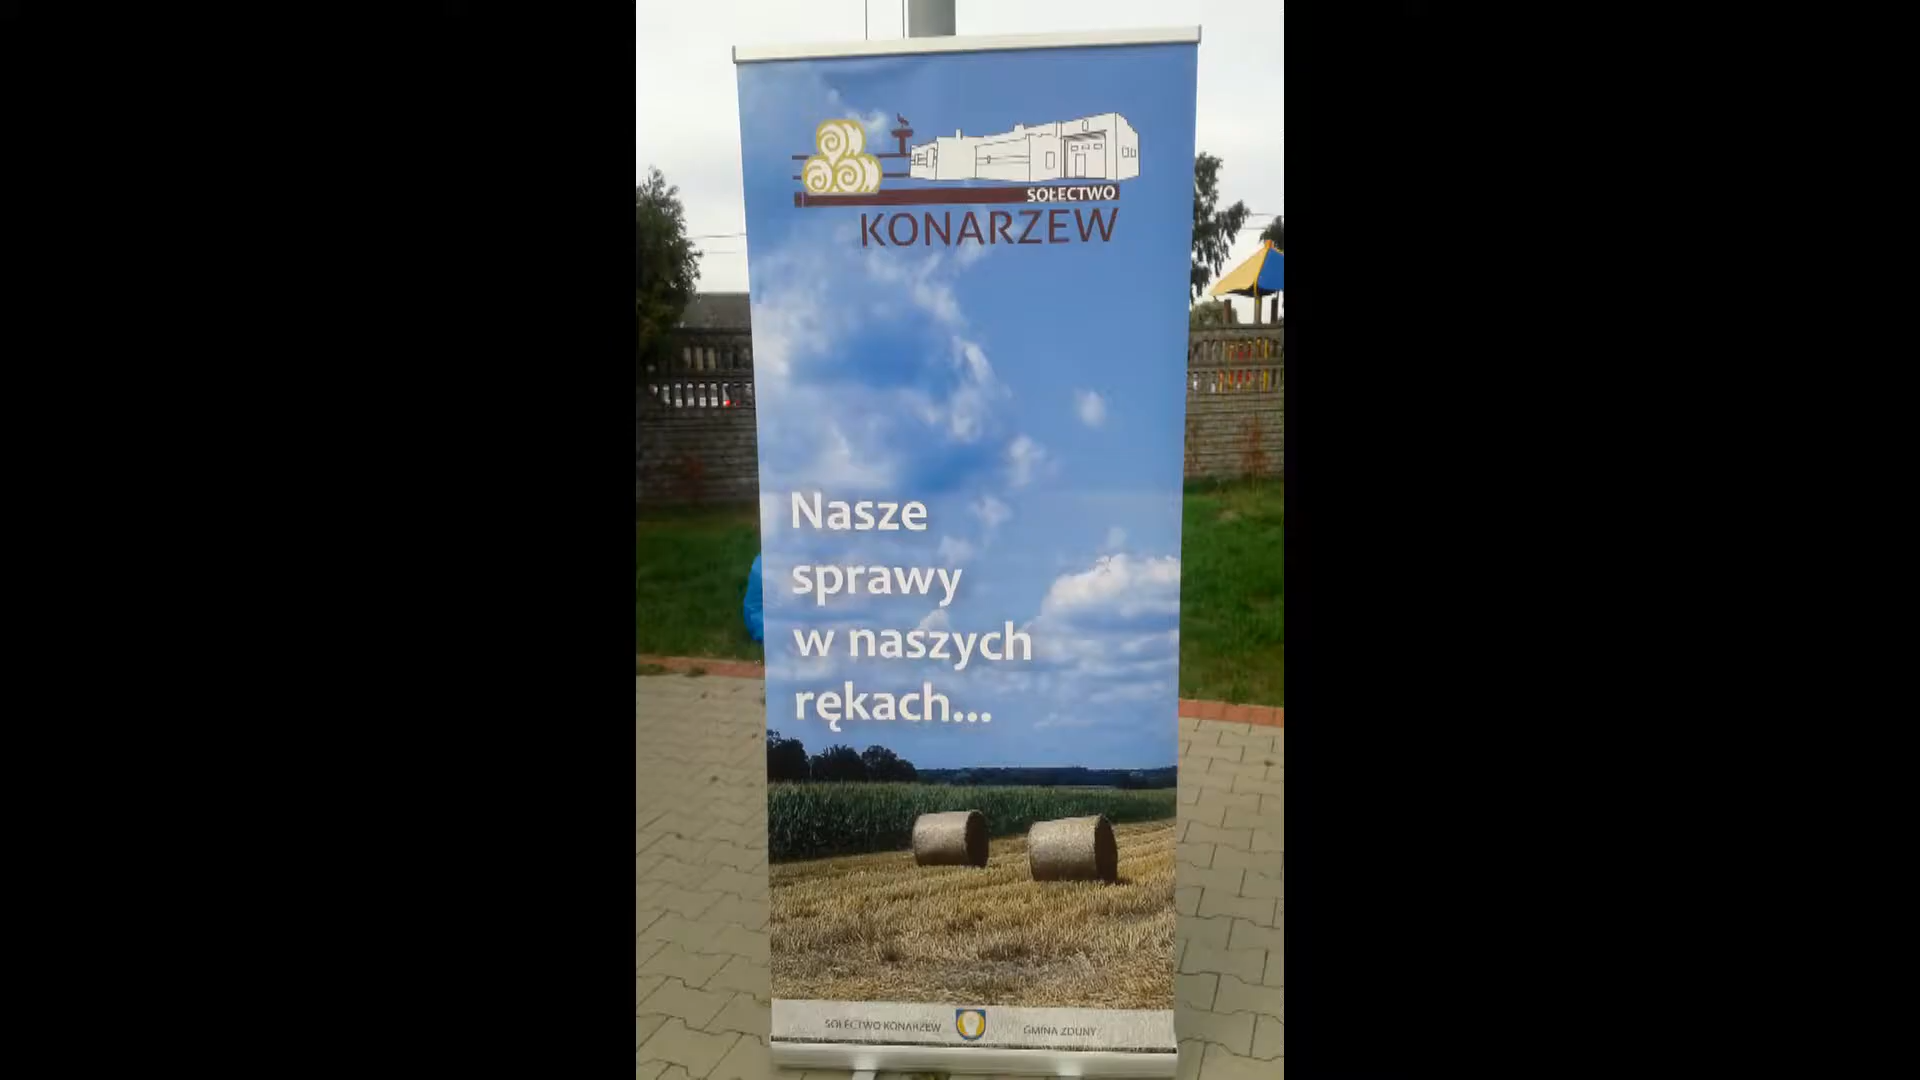 SOŁECTWO
KONARZEW
Nasze
sprawy
w naszych
rękach...
SOŁECTWO KONARZEW GMINA ZDUNY